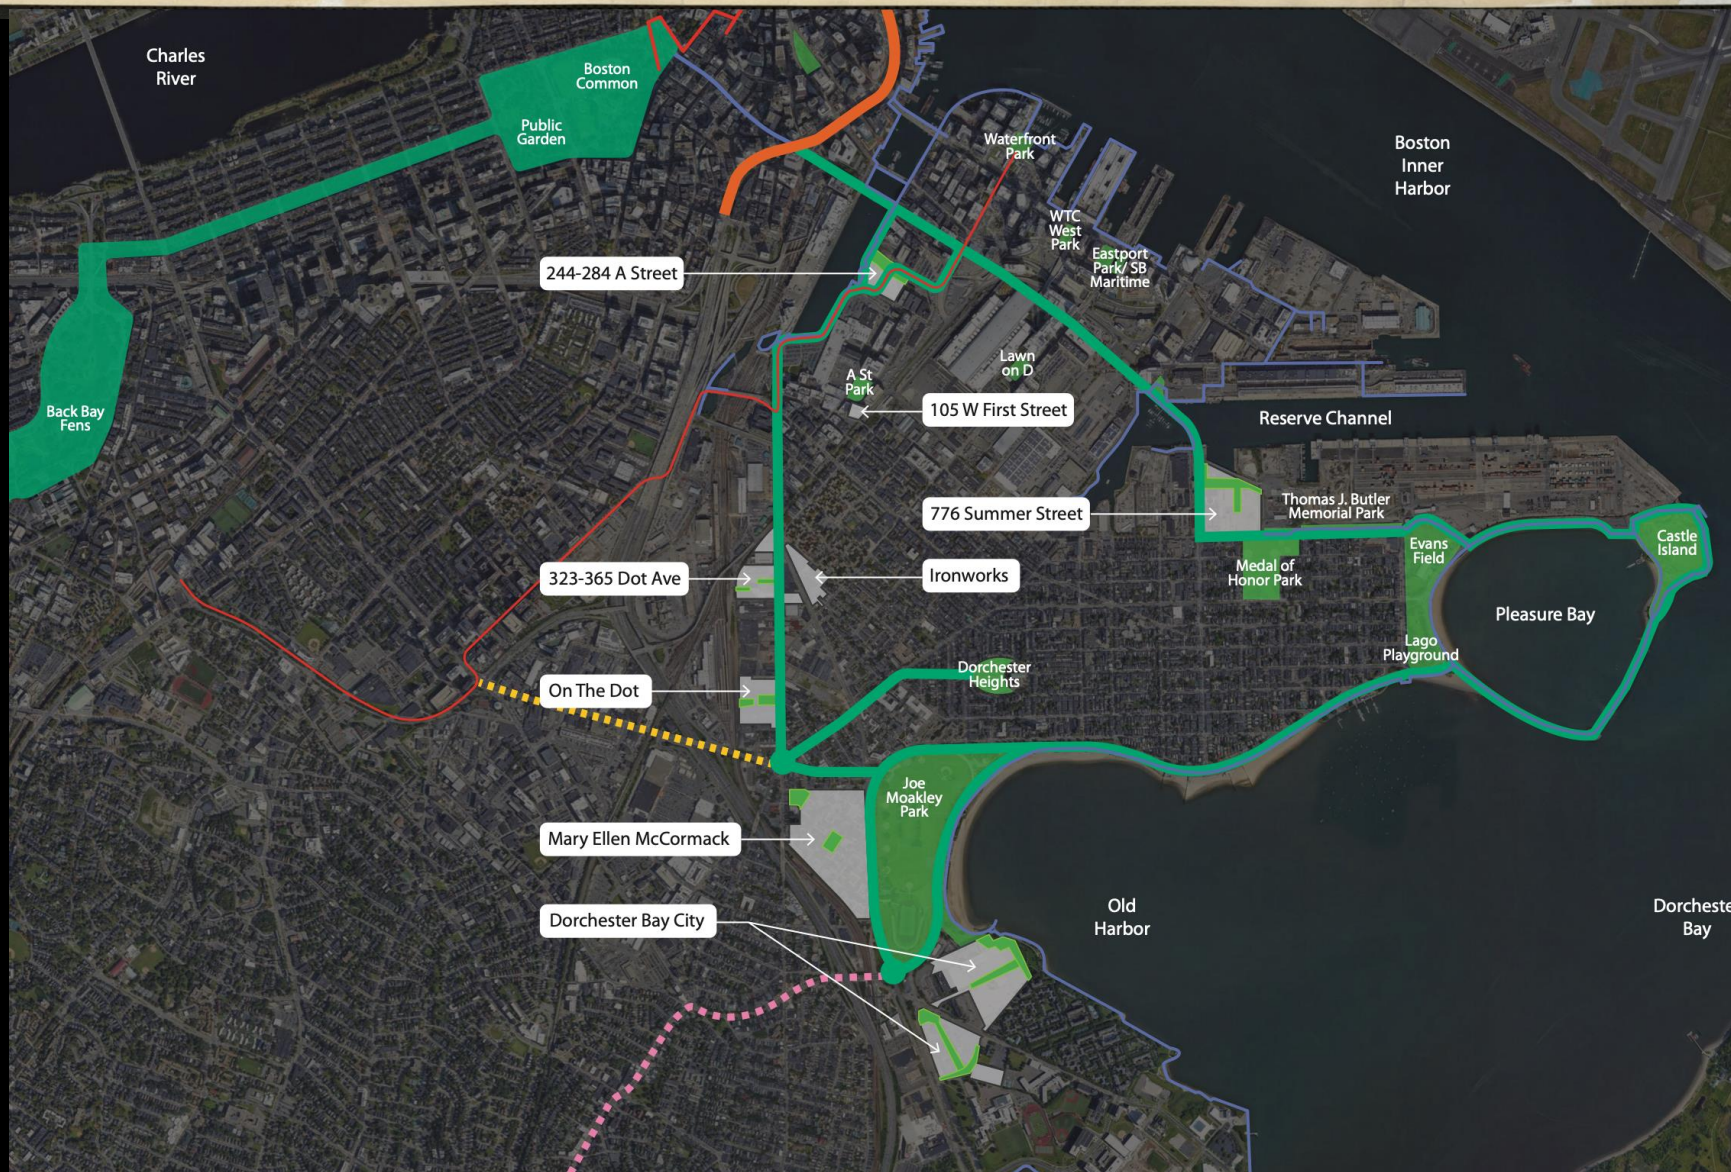 Charles
River
Boston
Common
Public
Garden
Waterfront
Park
Boston
Inner
Harbor
WTC
West
Park
Eastport
Park/ SB
Maritime
244-284 A Street
Lawn
on D
A St
Park
105 W First Street
Back Bay
Fens
Reserve Channel
776 Summer Street
Thomas J. Butler
Memorial Park
Evans
Field
Castle
Island
323-365 Dot Ave
Ironworks
Medal of
Honor Park
Pleasure Bay
Lago
Playground
Dorchester
Heights
On The Dot
Joe
Moakley
Park
Mary Ellen McCormack
Dorchester Bay City
Old
Harbor
Dorcheste
Bay